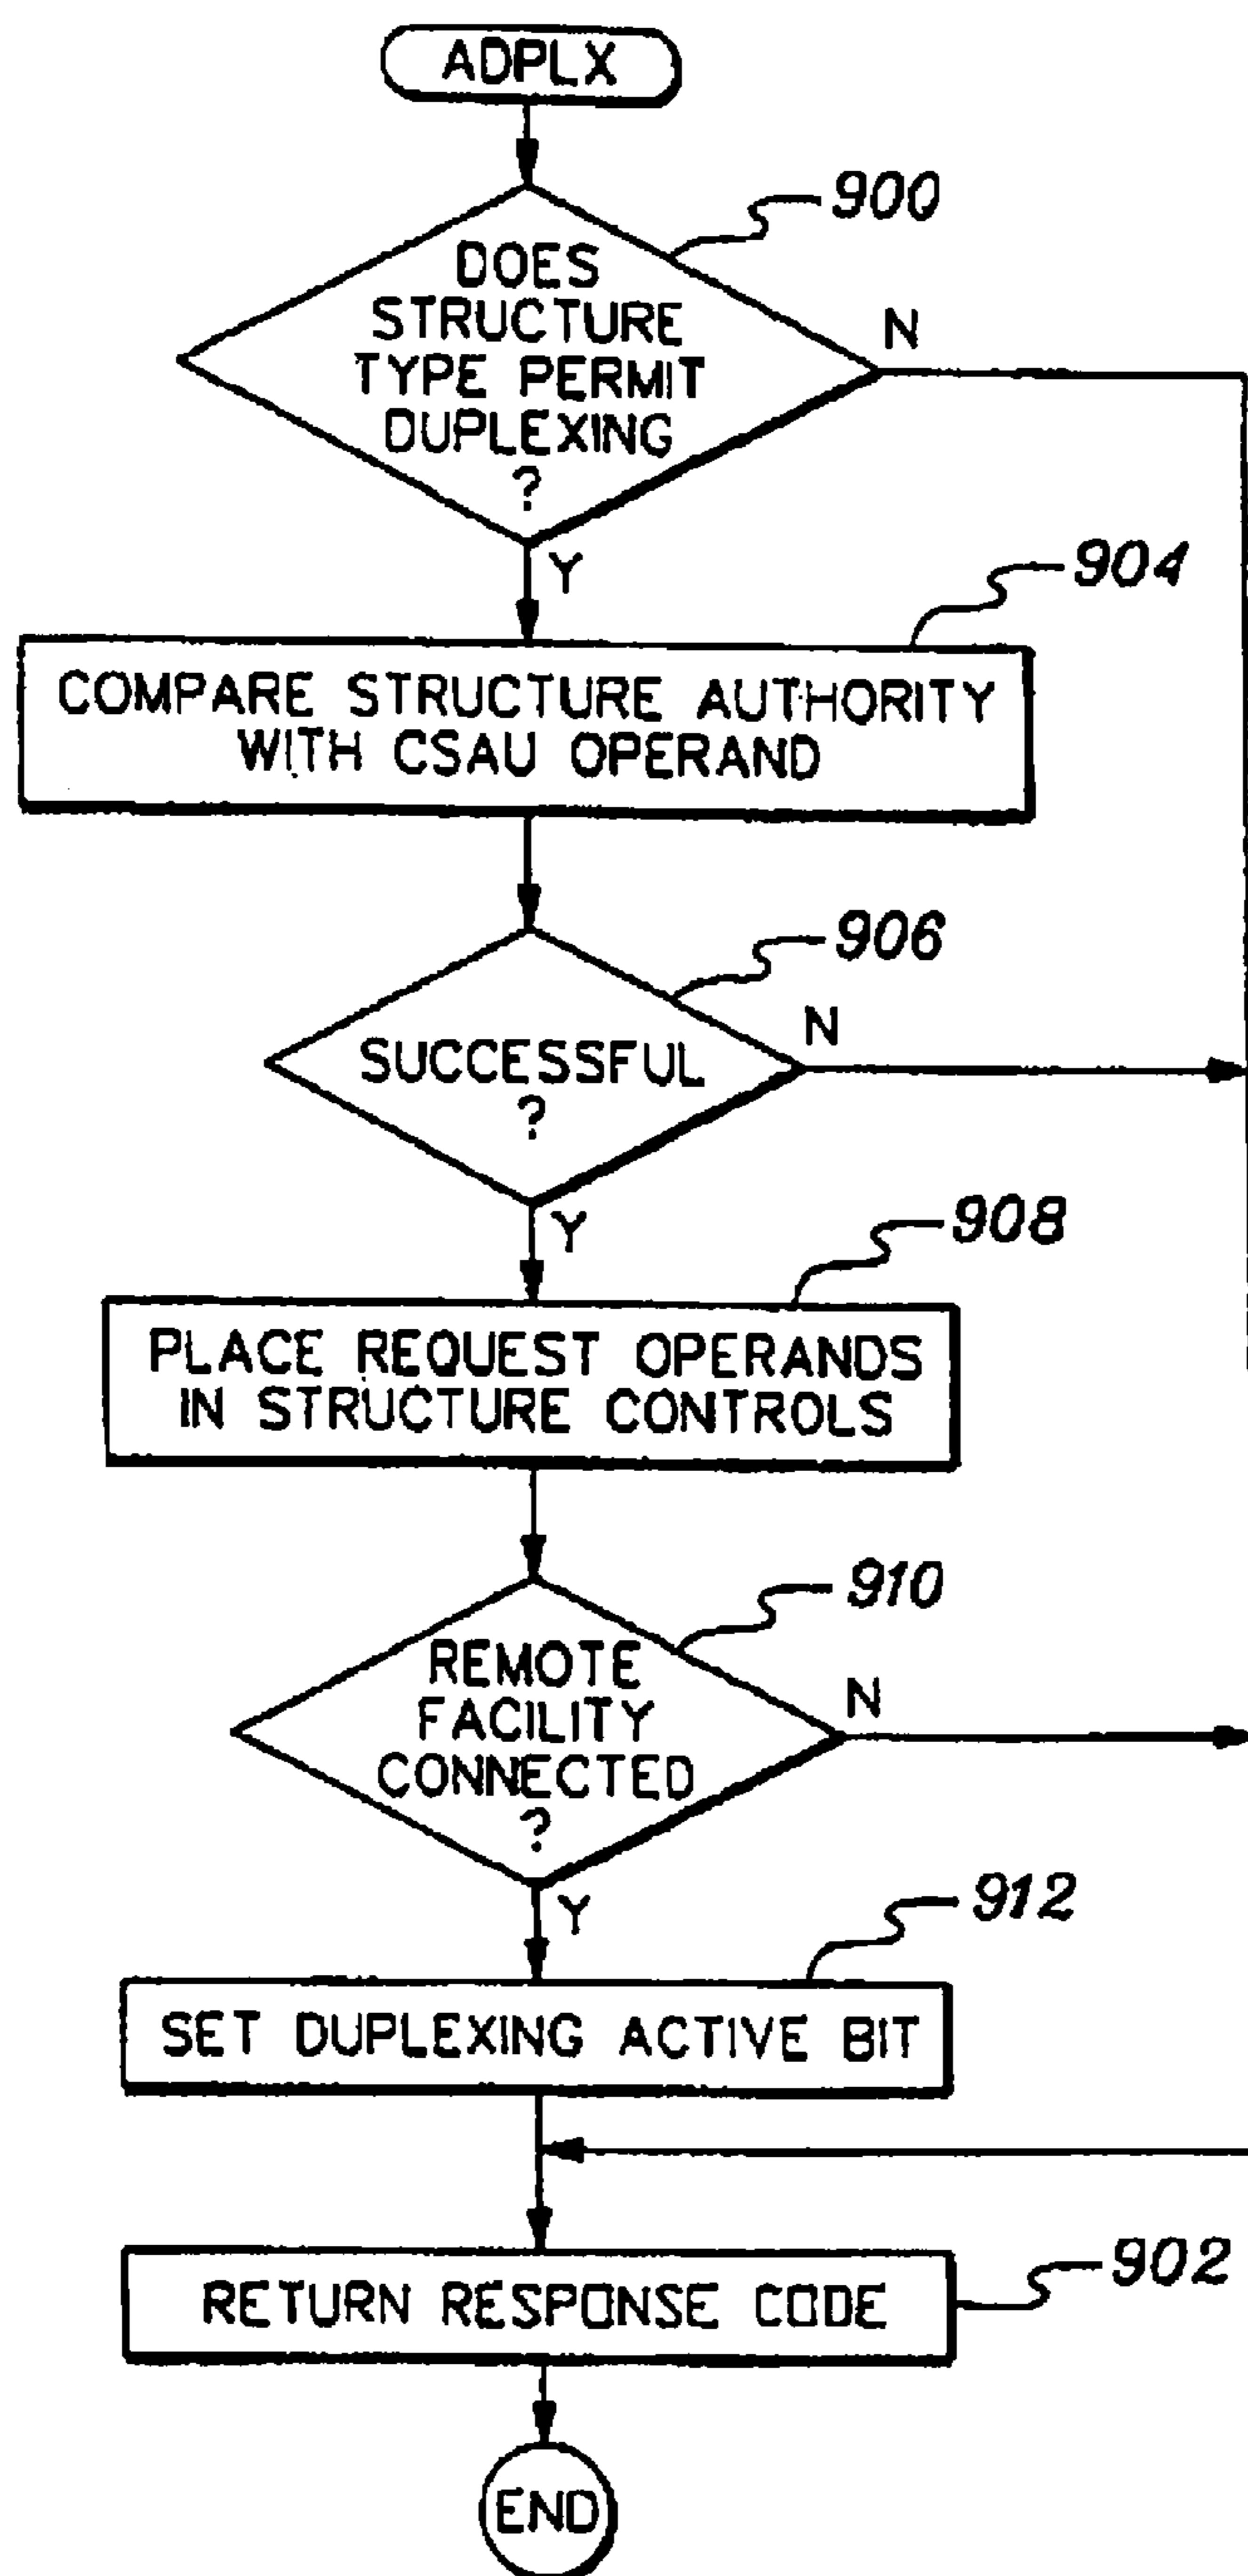 ADPLX
900
DOES
STRUCTURE
TYPE PERMIT
DUPLEXING
?
N
Y
904
COMPARE STRUCTURE AUTHORITY
WITH CSAU OPERAND
906
SUCCESSFUL
?
N
Y
908
PLACE REQUEST OPERANDS
IN STRUCTURE CONTROLS
910
REMOTE
FACILITY
CONNECTED
?
N
Y
912
SET DUPLEXING ACTIVE BIT
902
RETURN RESPONSE CODE
END